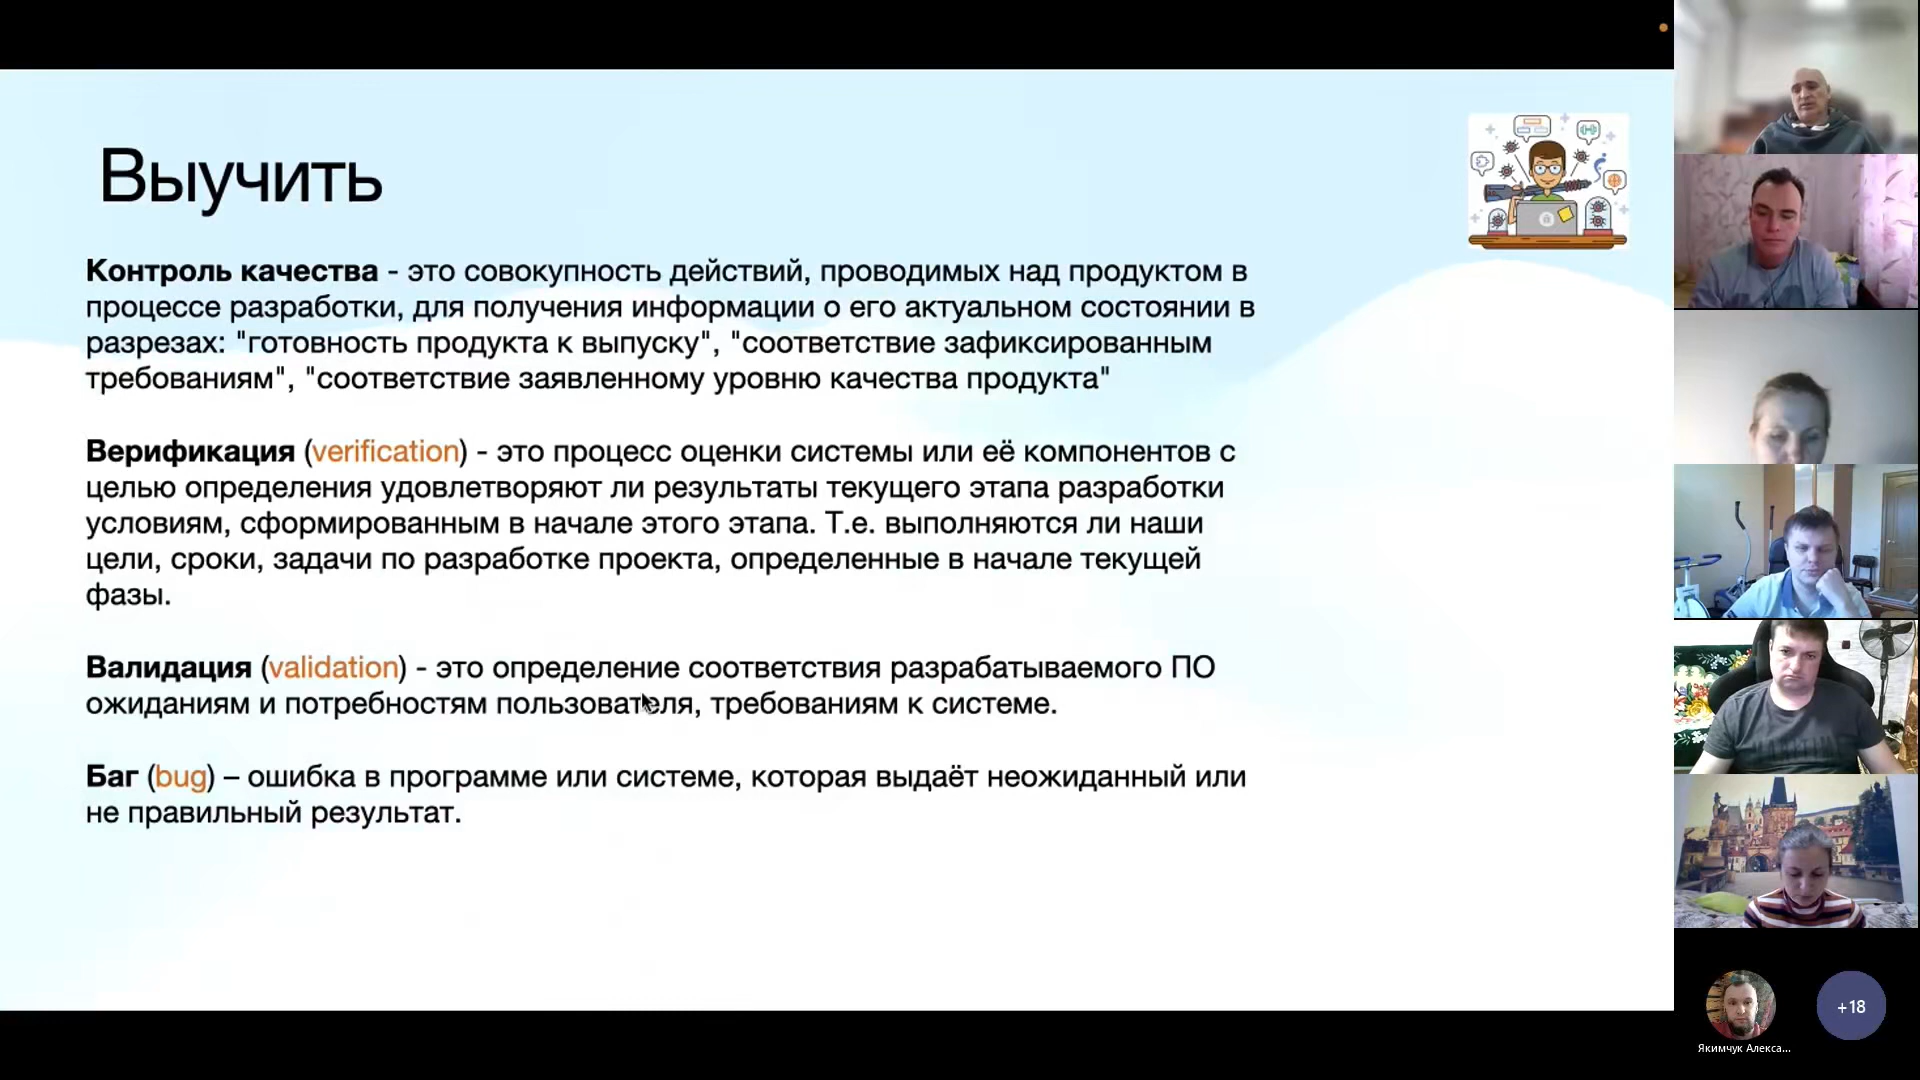 Выучить
Контроль качества - это совокупность действий, проводимых над продуктом в
процессе разработки, для получения информации о его актуальном состоянии в
разрезах: "готовность продукта к выпуску", "соответствие зафиксированным
требованиям", "соответствие заявленному уровню качества продукта"
Верификация (verification) - это процесс оценки системы или её компонентов с
целью определения удовлетворяют ли результаты текущего этапа разработки
условиям, сформированным в начале этого этапа. Т.е. выполняются ли наши
цели, сроки, задачи по разработке проекта, определенные в начале текущей
фазы.
Валидация (validation) - это определение соответствия разрабатываемого ПО
ожиданиям и потребностям пользователя, требованиям к системе.
Баг (bug) – ошибка в программе или системе, которая выдаёт неожиданный или
не правильный результат.
+18
Якимчук Алекса...